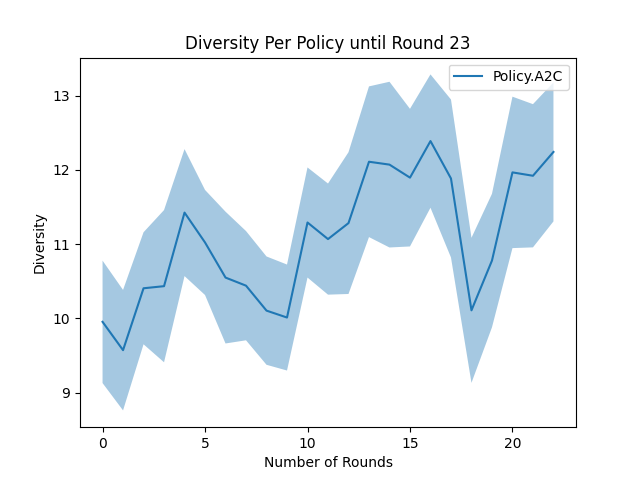 Diversity Per Policy until Round 23
Policy.A2C
13
12
11
10
9
Diversity
0 5 10 15 20
Number of Rounds